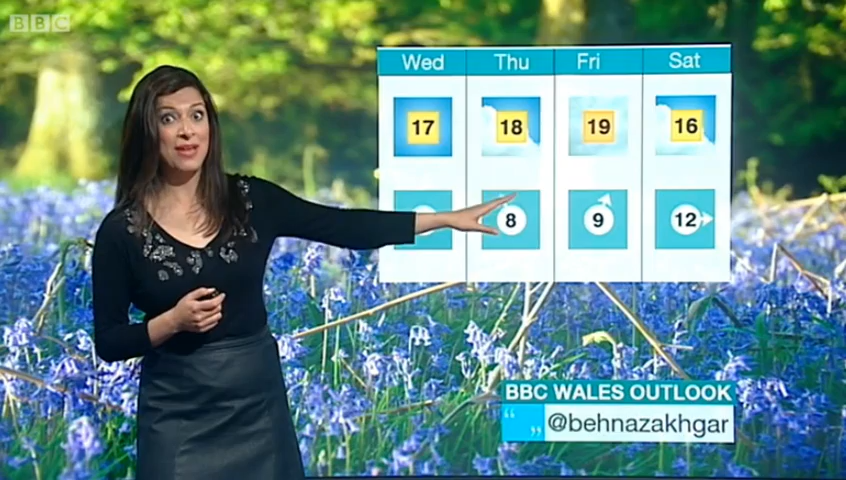 BBC
Wed Thu Fri Sat
17 18 19 16
8 9 12
BBC WALES OUTLOOK
@behnazakhgar